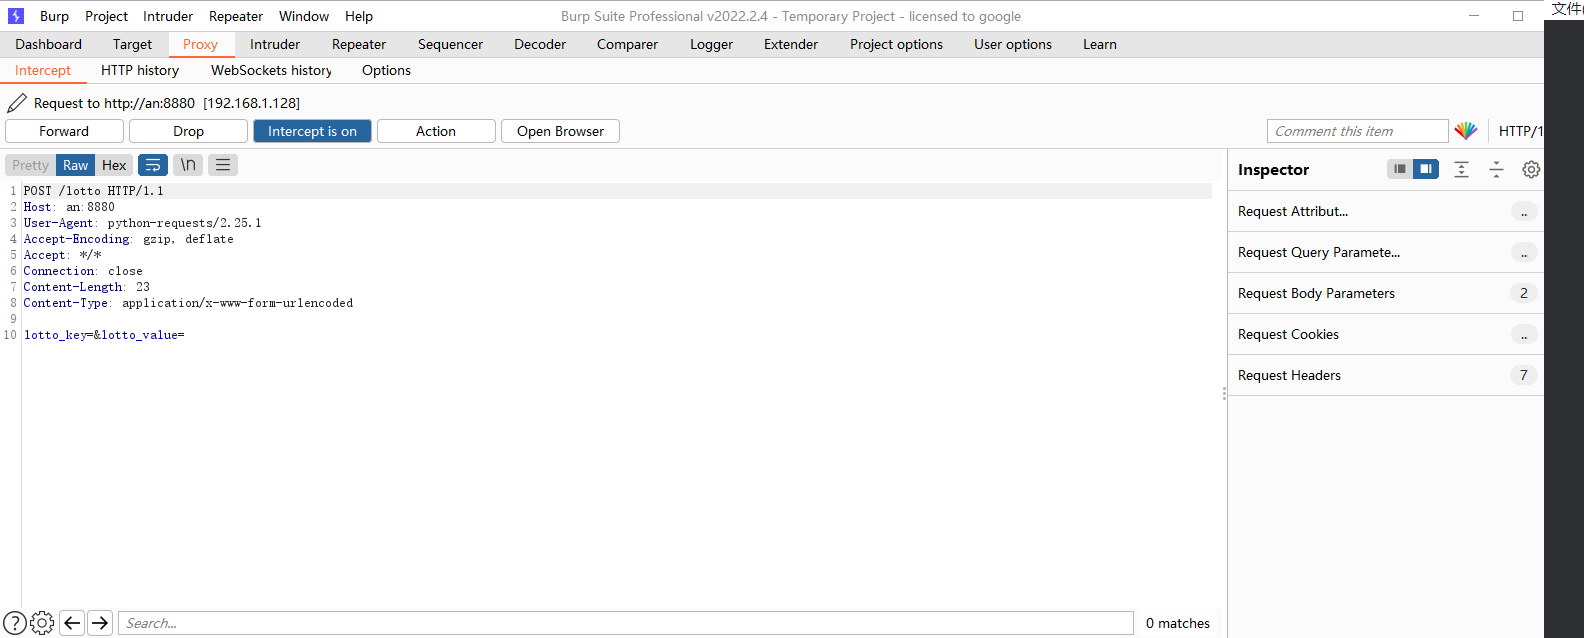 Burp Project Intruder Repeater Window Help Burp Suite Professional v2022.2.4 - Temporary Project - licensed to google 文件(
Dashboard Target Proxy Intruder Repeater Sequencer Decoder Comparer Logger Extender Project options User options Learn
Intercept HTTP history WebSockets history Options
Request to http://an:8880 [192.168.1.128]
Forward Drop Intercept is on Action Open Browser Comment this item HTTP/1
Pretty Raw Hex \n Inspector
1 POST /lotto HTTP/1.1
2 Host: an:8880
3 User-Agent: python-requests/2.25.1
4 Accept-Encoding: gzip, deflate
5 Accept: */*
6 Connection: close
7 Content-Length: 23
8 Content-Type: application/x-www-form-urlencoded
9
10 lotto_key=&lotto_value=
Request Attribut... ..
Request Query Paramete... ..
Request Body Parameters 2
Request Cookies ..
Request Headers 7
? Search... 0 matches